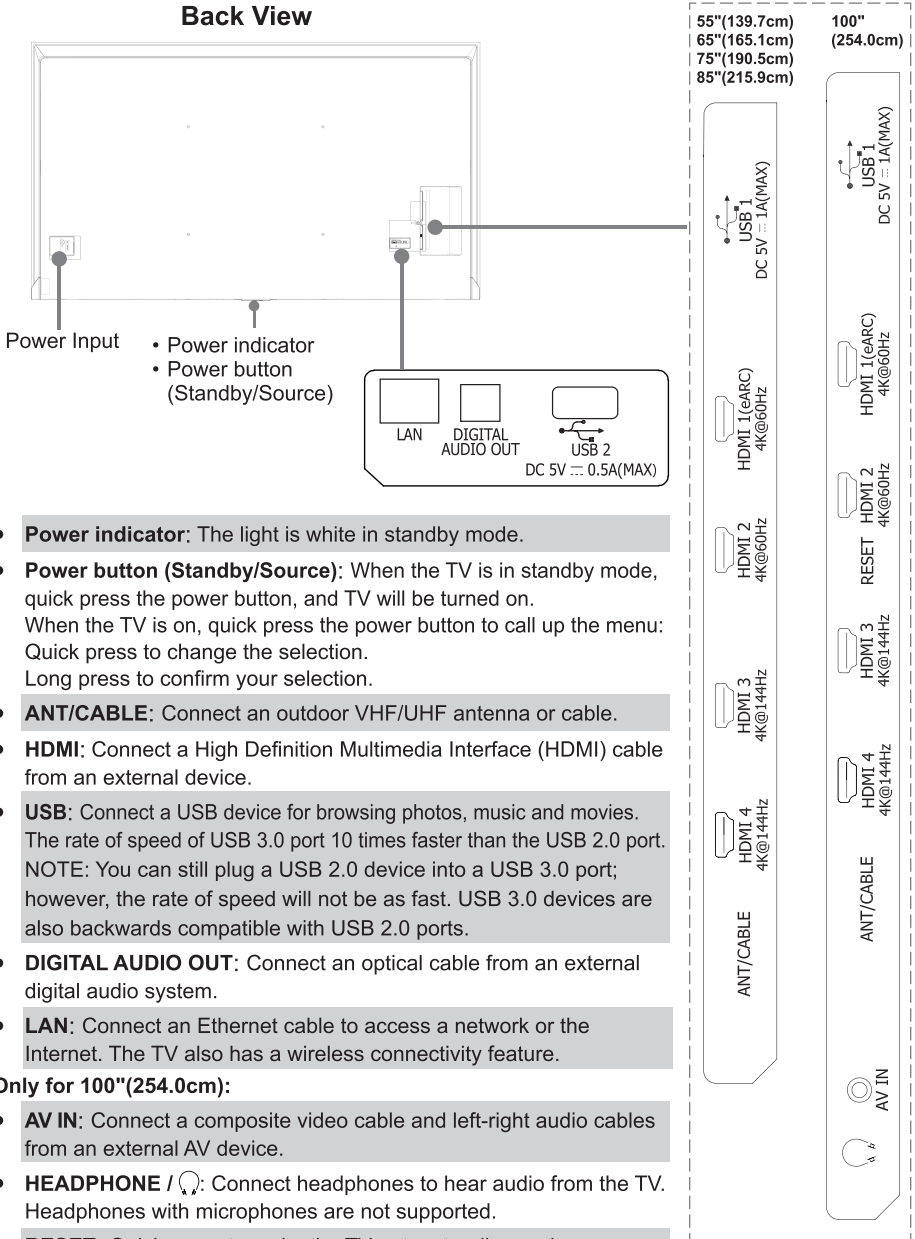 Back View
Power Input
• Power indicator
• Power button
(Standby/Source)
LAN
DIGITAL
AUDIO OUT
USB 2
DC 5V ⎓ 0.5A(MAX)
55"(139.7cm)
65"(165.1cm)
75"(190.5cm)
85"(215.9cm)
USB 1
DC 5V ⎓ 1A(MAX)
HDMI 1(eARC)
4K@60Hz
HDMI 2
4K@60Hz
HDMI 3
4K@144Hz
HDMI 4
4K@144Hz
ANT/CABLE
100"
(254.0cm)
USB 1
DC 5V ⎓ 1A(MAX)
HDMI 1(eARC)
4K@60Hz
HDMI 2
4K@60Hz
RESET
HDMI 3
4K@144Hz
HDMI 4
4K@144Hz
ANT/CABLE
AV IN
• Power indicator: The light is white in standby mode.
• Power button (Standby/Source): When the TV is in standby mode,
quick press the power button, and TV will be turned on.
When the TV is on, quick press the power button to call up the menu:
Quick press to change the selection.
Long press to confirm your selection.
• ANT/CABLE: Connect an outdoor VHF/UHF antenna or cable.
• HDMI: Connect a High Definition Multimedia Interface (HDMI) cable
from an external device.
• USB: Connect a USB device for browsing photos, music and movies.
The rate of speed of USB 3.0 port 10 times faster than the USB 2.0 port.
NOTE: You can still plug a USB 2.0 device into a USB 3.0 port;
however, the rate of speed will not be as fast. USB 3.0 devices are
also backwards compatible with USB 2.0 ports.
• DIGITAL AUDIO OUT: Connect an optical cable from an external
digital audio system.
• LAN: Connect an Ethernet cable to access a network or the
Internet. The TV also has a wireless connectivity feature.
Only for 100"(254.0cm):
• AV IN: Connect a composite video cable and left-right audio cables
from an external AV device.
• HEADPHONE / : Connect headphones to hear audio from the TV.
Headphones with microphones are not supported.